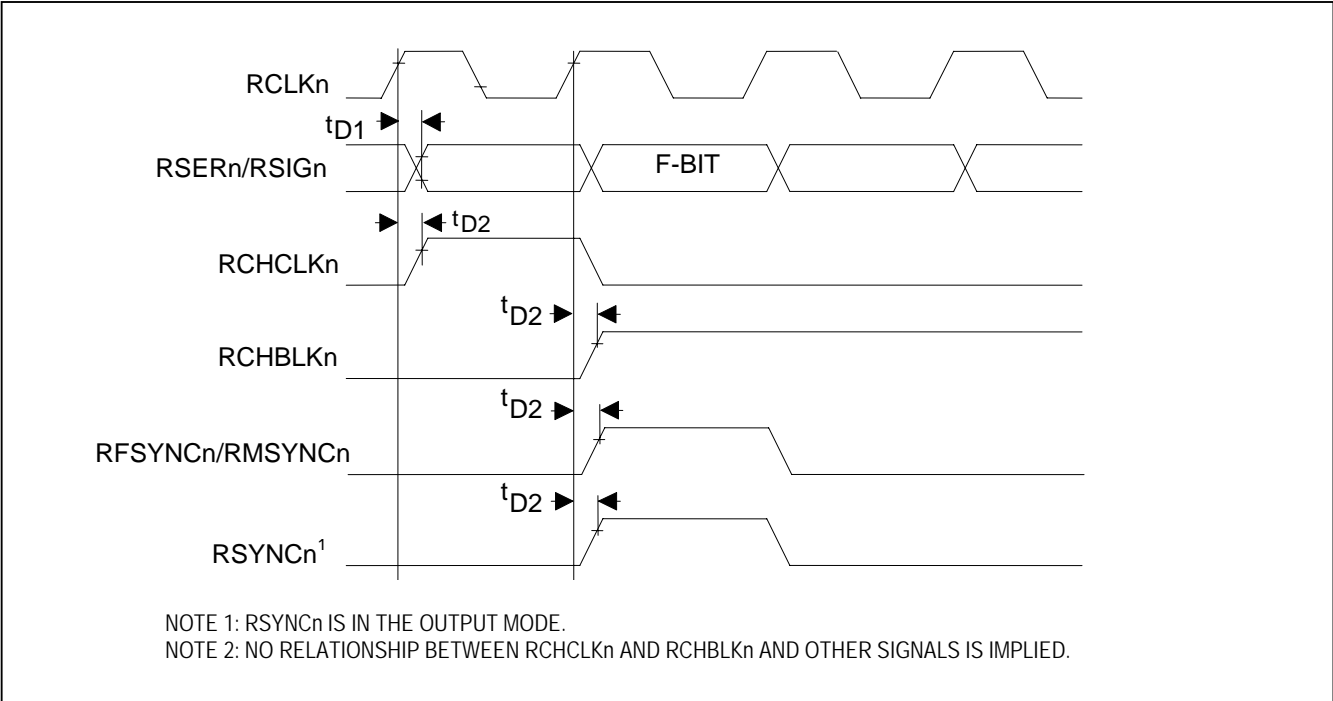 RCLKn
tD1
RSERn/RSIGn
F-BIT
tD2
RCHCLKn
tD2
RCHBLKn
tD2
RFSYNCn/RMSYNCn
tD2
RSYNCn1
NOTE 1: RSYNCn IS IN THE OUTPUT MODE.
NOTE 2: NO RELATIONSHIP BETWEEN RCHCLKn AND RCHBLKn AND OTHER SIGNALS IS IMPLIED.